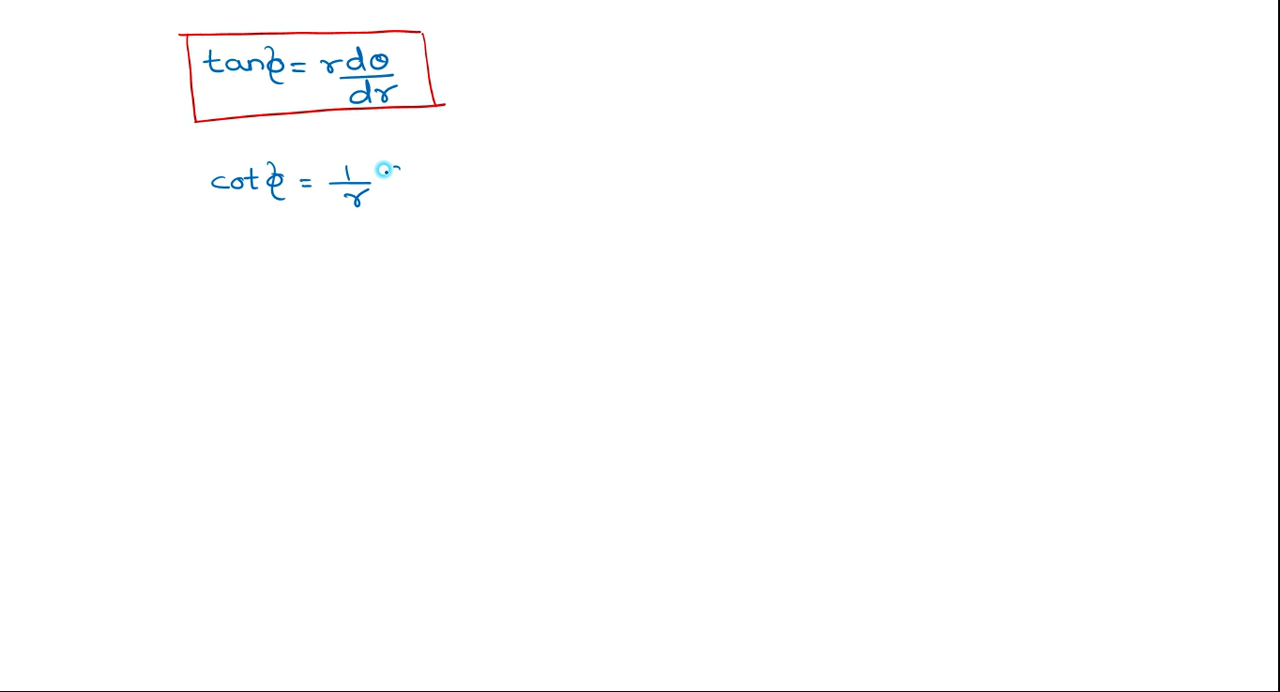 tanφ = r dθ/dr
cotφ = 1/r